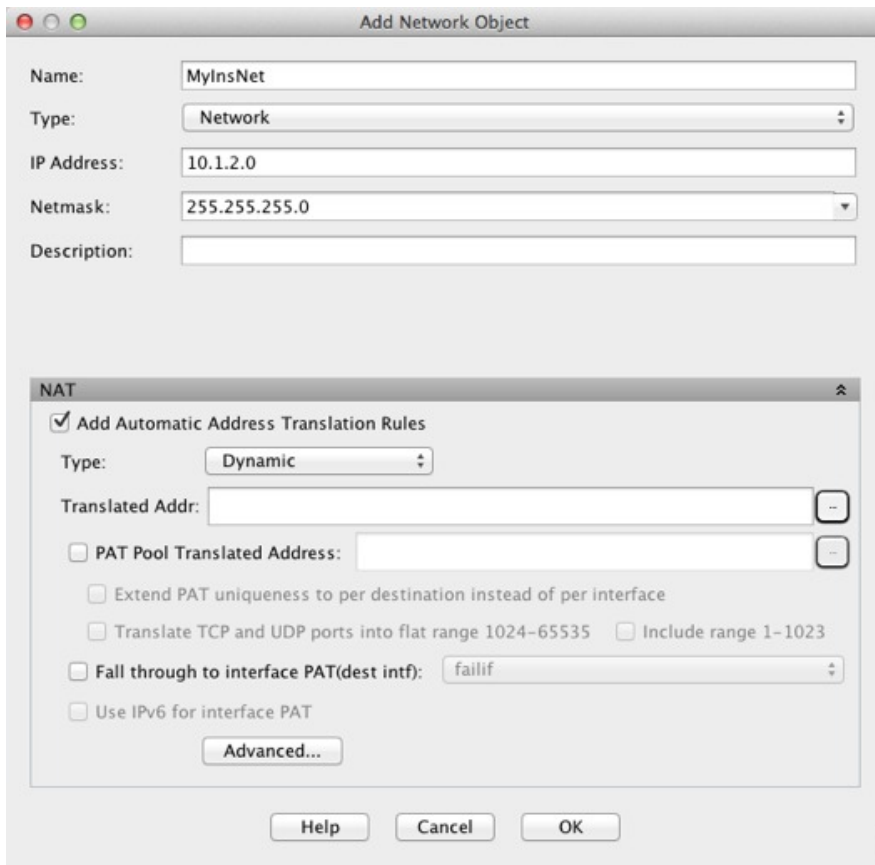 Add Network Object
Name: MyInsNet
Type: Network
IP Address: 10.1.2.0
Netmask: 255.255.255.0
Description:
NAT
Add Automatic Address Translation Rules
Type: Dynamic
Translated Addr: ...
PAT Pool Translated Address: ...
Extend PAT uniqueness to per destination instead of per interface
Translate TCP and UDP ports into flat range 1024-65535 Include range 1-1023
Fall through to interface PAT(dest intf): failif
Use IPv6 for interface PAT
Advanced...
Help Cancel OK